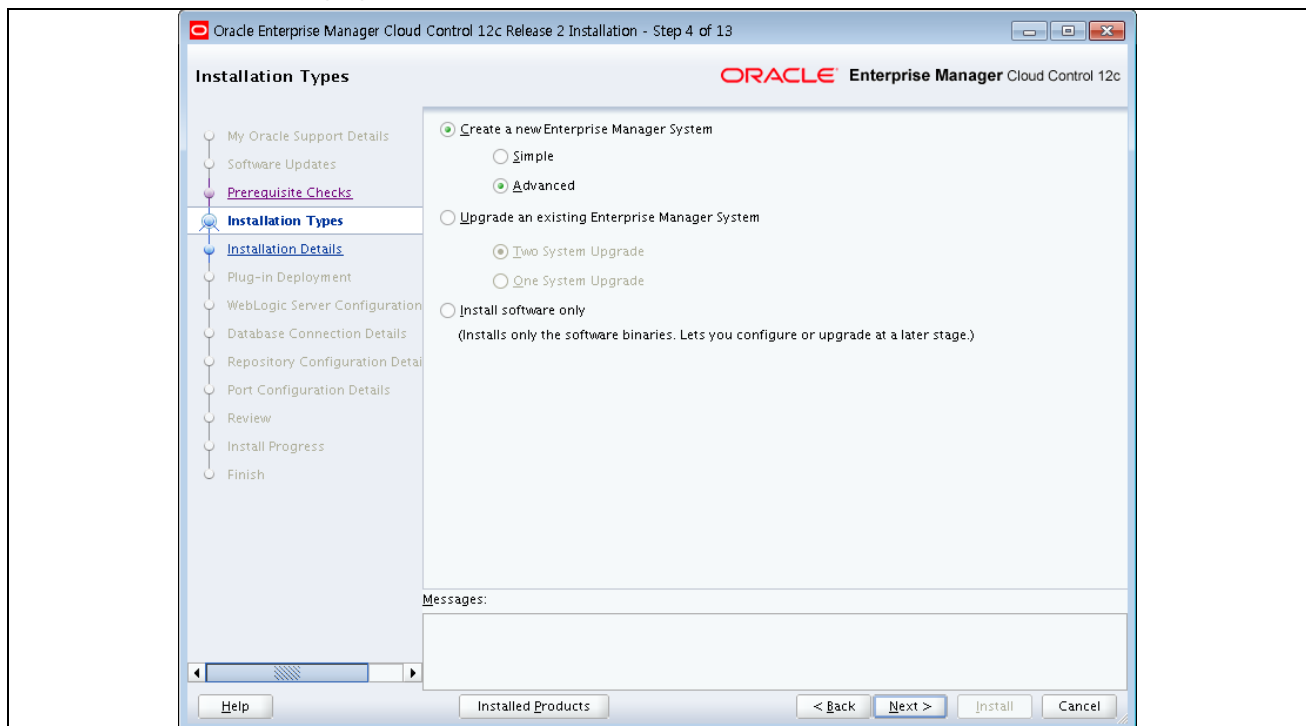 Oracle Enterprise Manager Cloud Control 12c Release 2 Installation - Step 4 of 13
Installation Types
ORACLE Enterprise Manager Cloud Control 12c
My Oracle Support Details
Software Updates
Prerequisite Checks
Installation Types
Installation Details
Plug-in Deployment
WebLogic Server Configuration
Database Connection Details
Repository Configuration Detai
Port Configuration Details
Review
Install Progress
Finish
Create a new Enterprise Manager System
Simple
Advanced
Upgrade an existing Enterprise Manager System
Two System Upgrade
One System Upgrade
Install software only
(Installs only the software binaries. Lets you configure or upgrade at a later stage.)
Messages:
Help
Installed Products
< Back
Next >
Install
Cancel